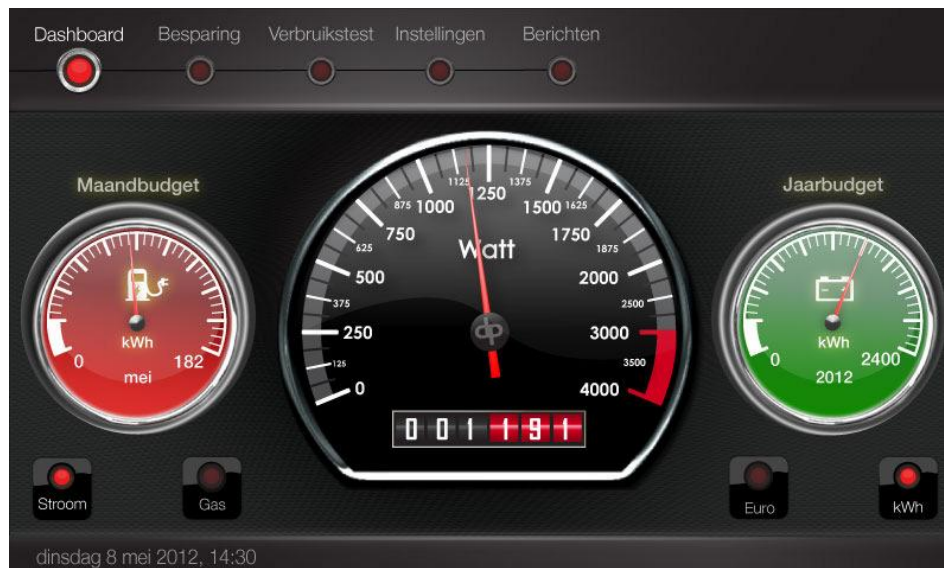 Dashboard Besparing Verbruikstest Instellingen Berichten
Maandbudget
kWh
0 182
mei
Watt
0
125
250
375
500
625
750
875
1000
1125
1250
1375
1500
1625
1750
1875
2000
2500
3000
3500
4000
001191
Jaarbudget
kWh
0 2400
2012
Stroom Gas Euro kWh
dinsdag 8 mei 2012, 14:30